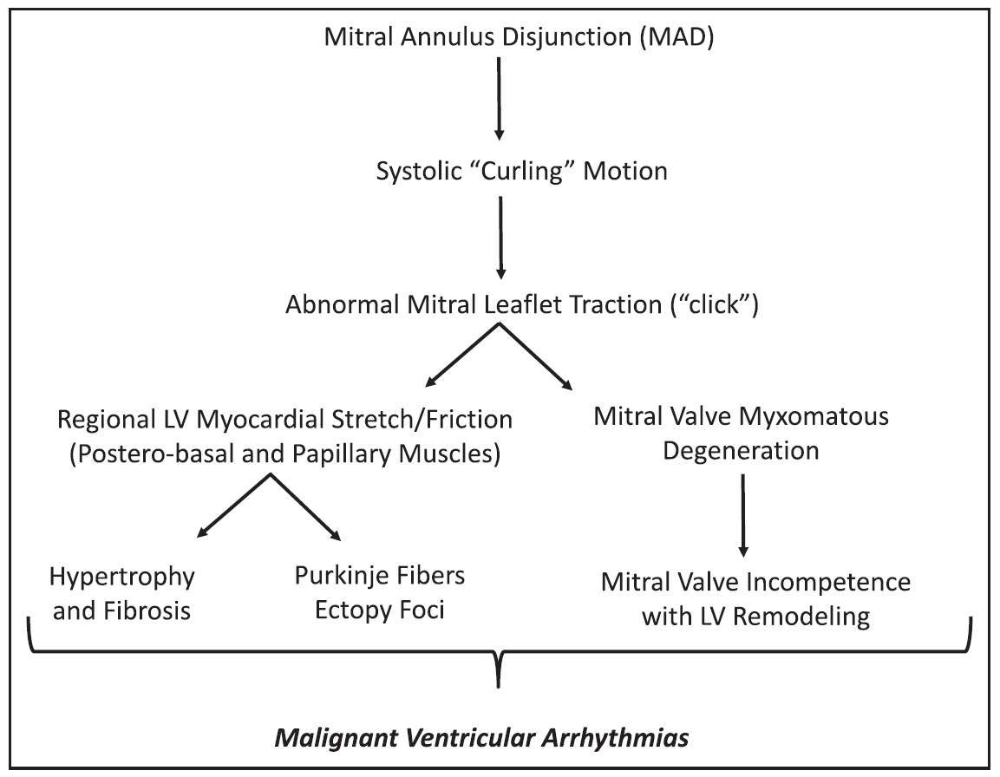 Mitral Annulus Disjunction (MAD)
Systolic “Curling” Motion
Abnormal Mitral Leaflet Traction (“click”)
Regional LV Myocardial Stretch/Friction
(Postero-basal and Papillary Muscles)
Mitral Valve Myxomatous
Degeneration
Hypertrophy
and Fibrosis
Purkinje Fibers
Ectopy Foci
Mitral Valve Incompetence
with LV Remodeling
Malignant Ventricular Arrhythmias